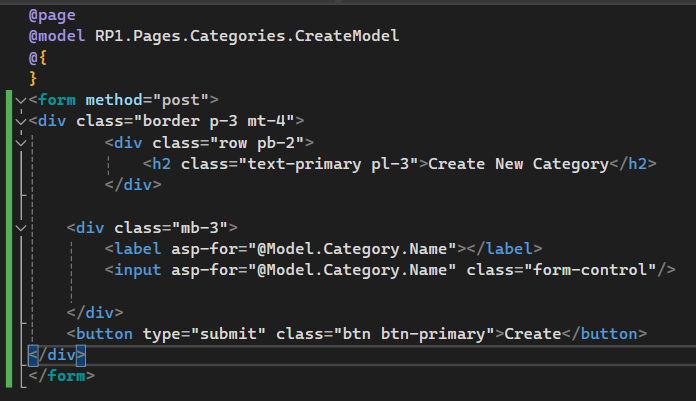 @page
@model RP1.Pages.Categories.CreateModel
@{
}
<form method="post">
<div class="border p-3 mt-4">
<div class="row pb-2">
<h2 class="text-primary pl-3">Create New Category</h2>
</div>
<div class="mb-3">
<label asp-for="@Model.Category.Name"></label>
<input asp-for="@Model.Category.Name" class="form-control"/>
</div>
<button type="submit" class="btn btn-primary">Create</button>
</div>
</form>